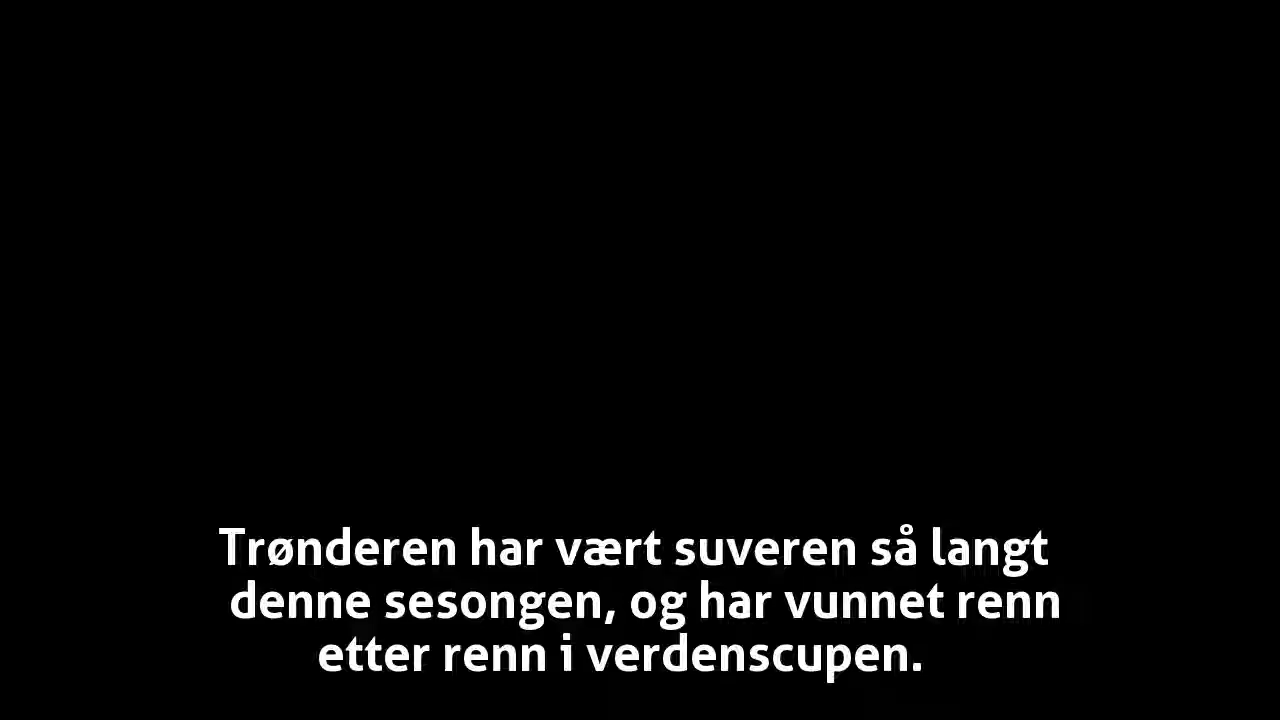 Trønderen har vært suveren så langt
denne sesongen, og har vunnet renn
etter renn i verdenscupen.